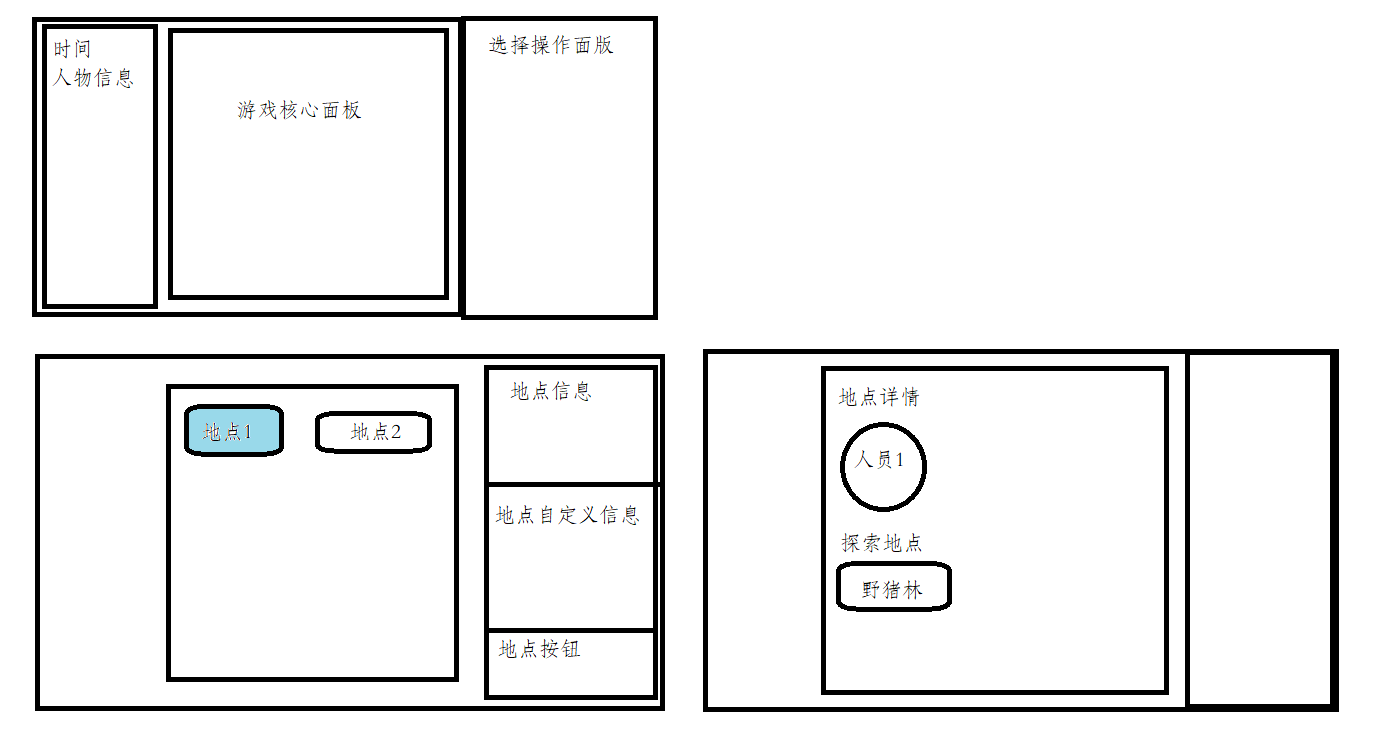 时间
人物信息
游戏核心面板
选择操作面版
地点1
地点2
地点信息
地点自定义信息
地点按钮
地点详情
人员1
探索地点
野猪林